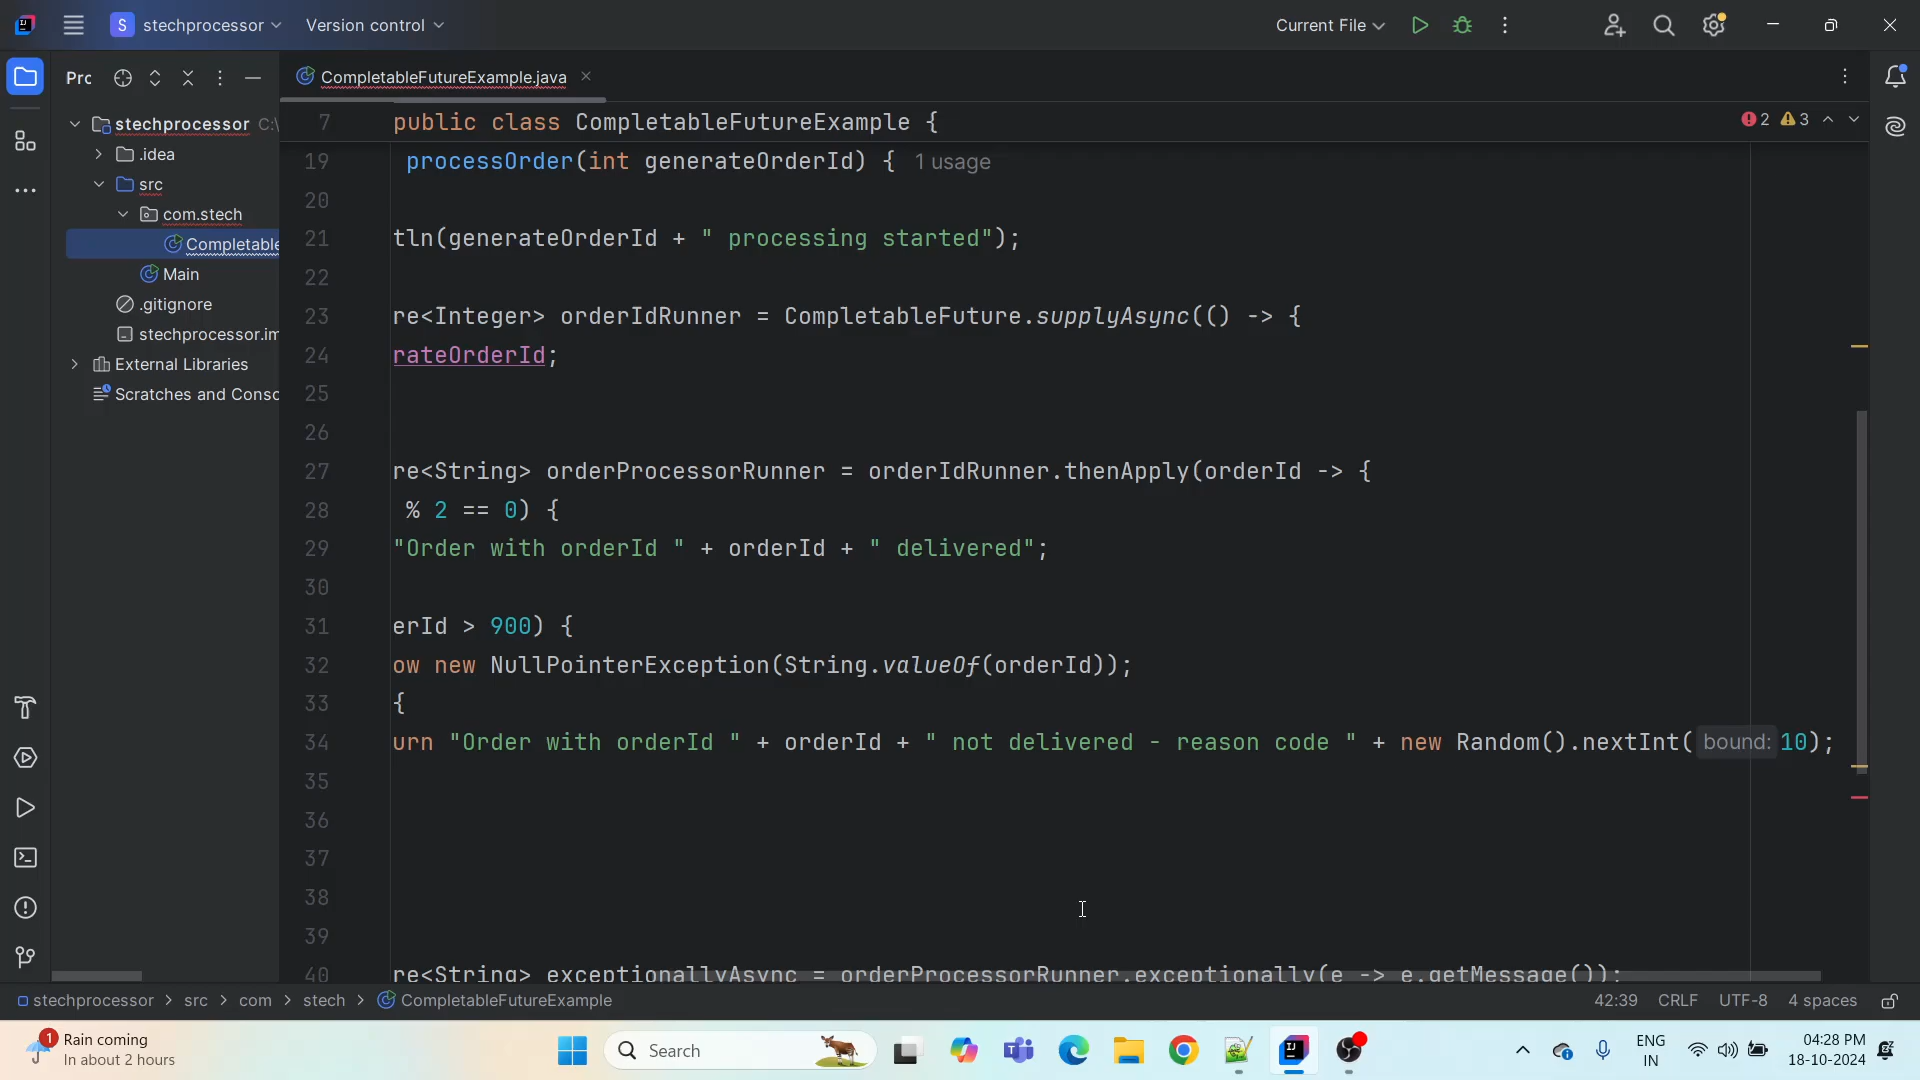 S stechprocessor Version control Current File
Pro CompletableFutureExample.java
stechprocessor C:\
.idea
src
com.stech
Completable
Main
.gitignore
stechprocessor.im
External Libraries
Scratches and Consc
7 public class CompletableFutureExample { 2 3
19 processOrder(int generateOrderId) { 1 usage
20
21 tln(generateOrderId + " processing started");
22
23 re<Integer> orderIdRunner = CompletableFuture.supplyAsync(() -> {
24 rateOrderId;
25
26
27 re<String> orderProcessorRunner = orderIdRunner.thenApply(orderId -> {
28 % 2 == 0) {
29 "Order with orderId " + orderId + " delivered";
30
31 erId > 900) {
32 ow new NullPointerException(String.valueOf(orderId));
33 {
34 urn "Order with orderId " + orderId + " not delivered - reason code " + new Random().nextInt( bound: 10);
35
36
37
38
39
40 re<String> exceptionallyAsync = orderProcessorRunner.exceptionally(e -> e.getMessage());
stechprocessor > src > com > stech > CompletableFutureExample 42:39 CRLF UTF-8 4 spaces
1 Rain coming
In about 2 hours
Search
ENG
IN
04:28 PM
18-10-2024